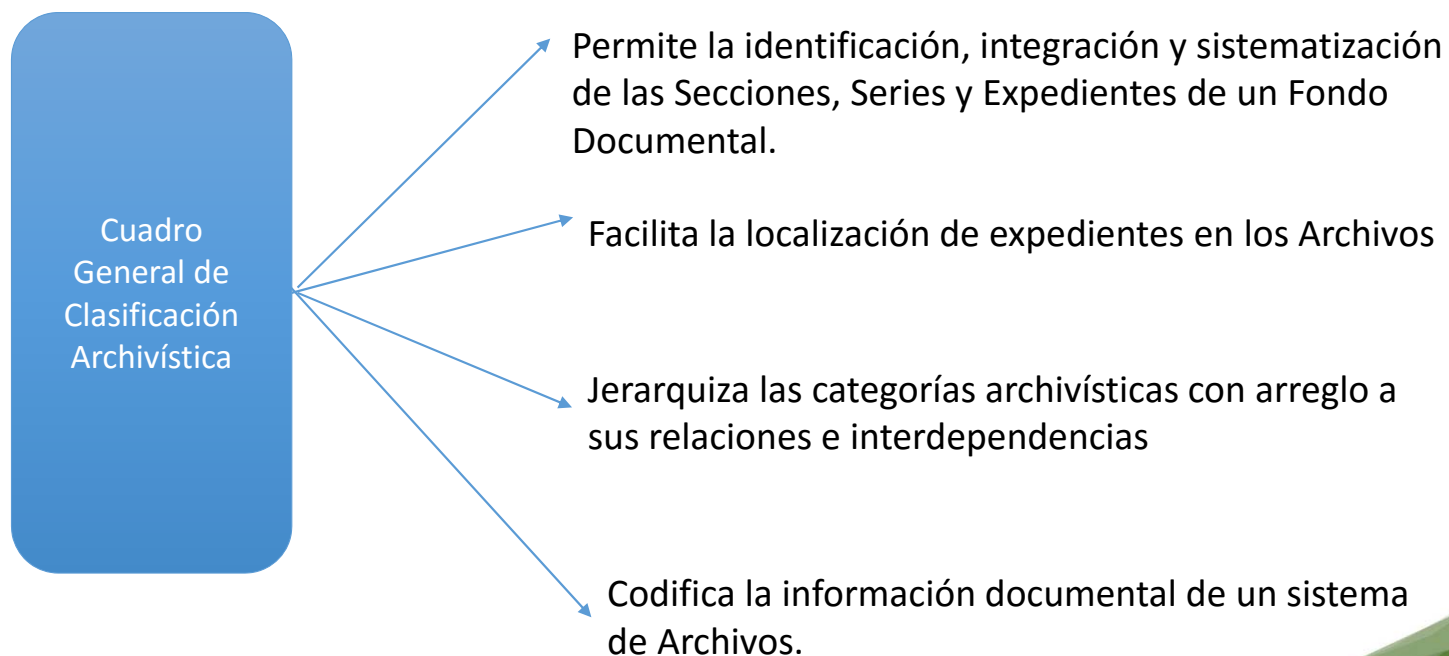 Cuadro
General de
Clasificación
Archivística
Permite la identificación, integración y sistematización
de las Secciones, Series y Expedientes de un Fondo
Documental.
Facilita la localización de expedientes en los Archivos
Jerarquiza las categorías archivísticas con arreglo a
sus relaciones e interdependencias
Codifica la información documental de un sistema
de Archivos.